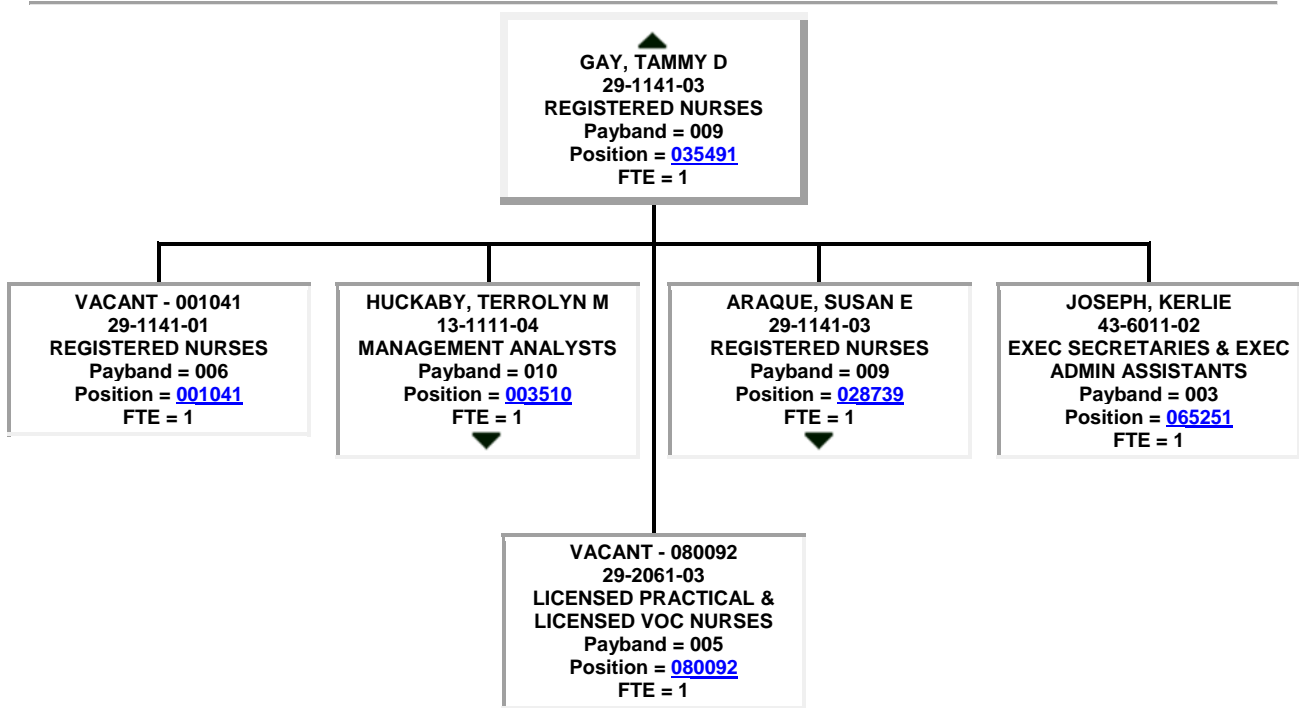 GAY, TAMMY D
29-1141-03
REGISTERED NURSES
Payband = 009
Position = 035491
FTE = 1
VACANT - 001041
29-1141-01
REGISTERED NURSES
Payband = 006
Position = 001041
FTE = 1
HUCKABY, TERROLYN M
13-1111-04
MANAGEMENT ANALYSTS
Payband = 010
Position = 003510
FTE = 1
ARAQUE, SUSAN E
29-1141-03
REGISTERED NURSES
Payband = 009
Position = 028739
FTE = 1
JOSEPH, KERLIE
43-6011-02
EXEC SECRETARIES & EXEC
ADMIN ASSISTANTS
Payband = 003
Position = 065251
FTE = 1
VACANT - 080092
29-2061-03
LICENSED PRACTICAL &
LICENSED VOC NURSES
Payband = 005
Position = 080092
FTE = 1